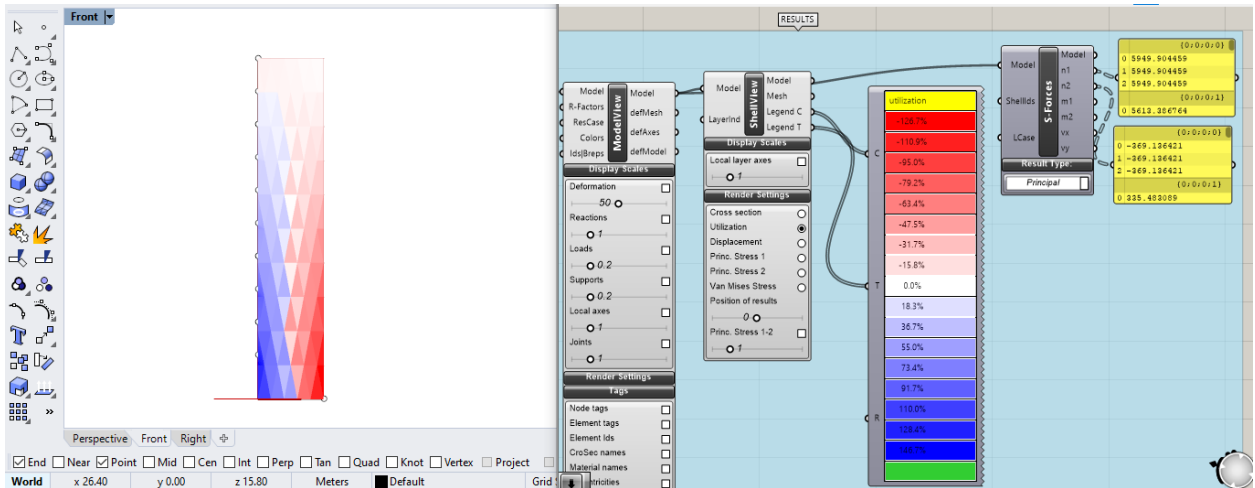 Front
RESULTS
Model
R-Factors
ResCase
Colors
Ids|Breps
ModelView
Model
defMesh
defAxes
defModel
Display Scales
Deformation
50
Reactions
1
Loads
0.2
Supports
0.2
Local axes
1
Joints
1
Render Settings
Tags
Node tags
Element tags
Element Ids
CroSec names
Material names
Model
LayerInd
ShellView
Model
Mesh
Legend C
Legend T
Display Scales
Local layer axes
1
Render Settings
Cross section
Utilization
Displacement
Princ. Stress 1
Princ. Stress 2
Van Mises Stress
Position of results
0
Princ. Stress 1-2
1
C
T
R
utilization
-126.7%
-110.9%
-95.0%
-79.2%
-63.4%
-47.5%
-31.7%
-15.8%
0.0%
18.3%
36.7%
55.0%
73.4%
91.7%
110.0%
128.4%
Model
ShellIds
LCase
S-Forces
Model
n1
n2
m1
m2
vx
vy
Result Type:
Principal
{0;0;0;0}
0 5949.904459
1 5949.904459
2 5949.904459
{0;0;0;1}
0 5613.356764
{0;0;0;0}
0 -369.136421
1 -369.136421
2 -369.136421
{0;0;0;1}
0 335.483089
Perspective Front Right
End Near Point Mid Cen Int Perp Tan Quad Knot Vertex Project
World x 26.40 y 0.00 z 15.80 Meters Default Grid